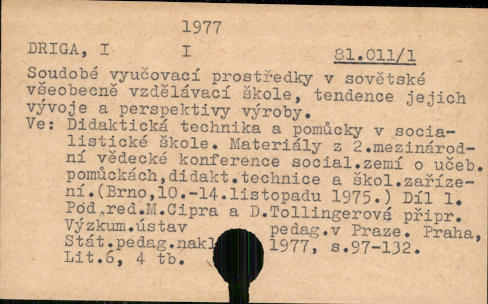 1977
DRIGA, I I 81.011/1
Soudobé vyučovací prostředky v sovětské
všeobecně vzdělávací škole, tendence jejich
vývoje a perspektivy výroby.
Ve: Didaktická technika a pomůcky v socia-
listické škole. Materiály z 2.mezinárod-
ní vědecké konference social.zemí o učeb.
pomůckách,didakt.technice a škol.zaříze-
ní.(Brno,10.-14.listopadu 1975.) Díl 1.
Pod.red.M.Cipra a D.Tollingerová připr.
Výzkum.ústav pedag.v Praze. Praha,
Stát.pedag.nakl 1977, s.97-132.
Lit.6, 4 tb.